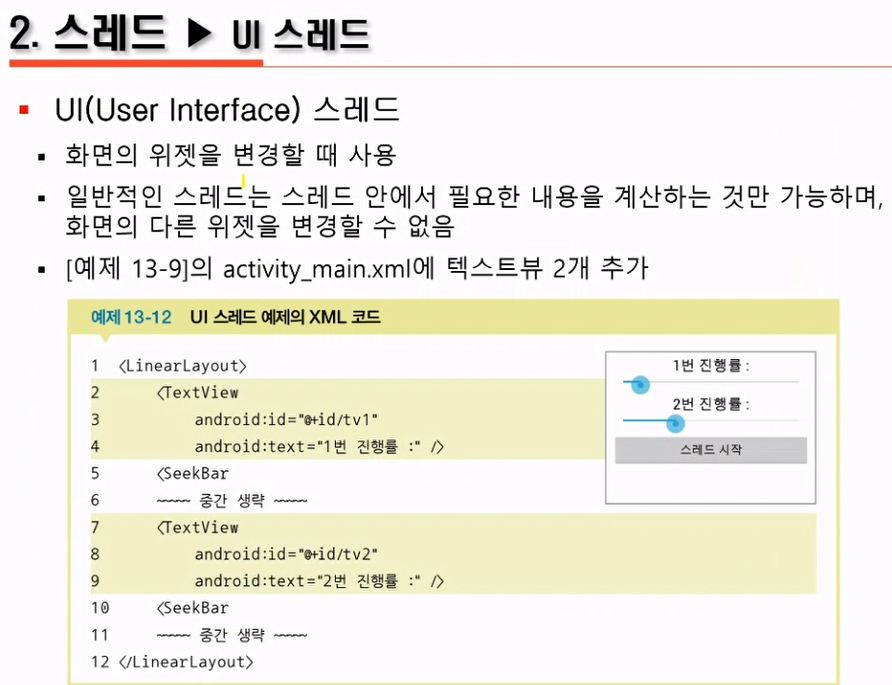 2. 스레드 ▶ UI 스레드
▪ UI(User Interface) 스레드
▪ 화면의 위젯을 변경할 때 사용
▪ 일반적인 스레드는 스레드 안에서 필요한 내용을 계산하는 것만 가능하며,
화면의 다른 위젯을 변경할 수 없음
▪ [예제 13-9]의 activity_main.xml에 텍스트뷰 2개 추가
예제 13-12 UI 스레드 예제의 XML 코드
1 <LinearLayout>
2 <TextView
3 android:id="@+id/tv1"
4 android:text="1번 진행률 :" />
5 <SeekBar
6 ~~~~ 중간 생략 ~~~~
7 <TextView
8 android:id="@+id/tv2"
9 android:text="2번 진행률 :" />
10 <SeekBar
11 ~~~~ 중간 생략 ~~~~
12 </LinearLayout>
1번 진행률 :
2번 진행률 :
스레드 시작